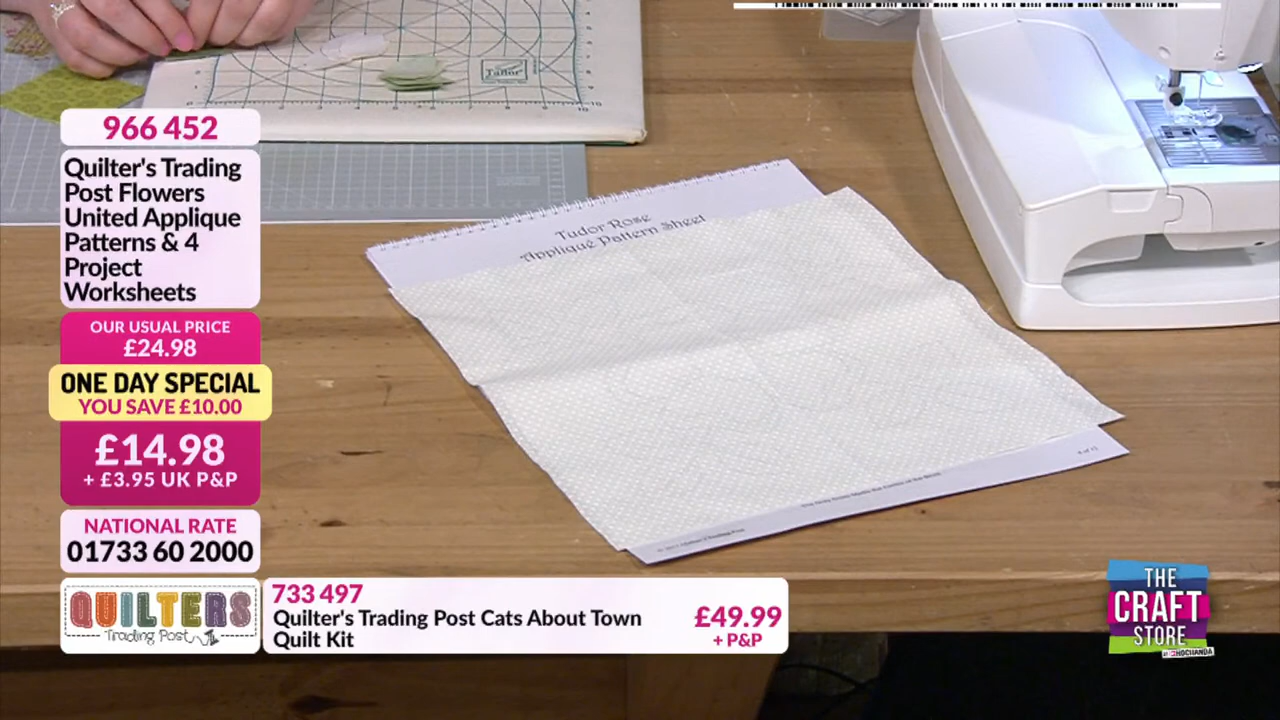 966 452
Quilter's Trading
Post Flowers
United Applique
Patterns & 4
Project
Worksheets
OUR USUAL PRICE
£24.98
ONE DAY SPECIAL
YOU SAVE £10.00
£14.98
+ £3.95 UK P&P
NATIONAL RATE
01733 60 2000
QUILTERS
Trading Post
733 497
Quilter's Trading Post Cats About Town
Quilt Kit
£49.99
+ P&P
Tudor Rose
Appliqué Pattern Sheet
THE
CRAFT
STORE
HOCHANDA